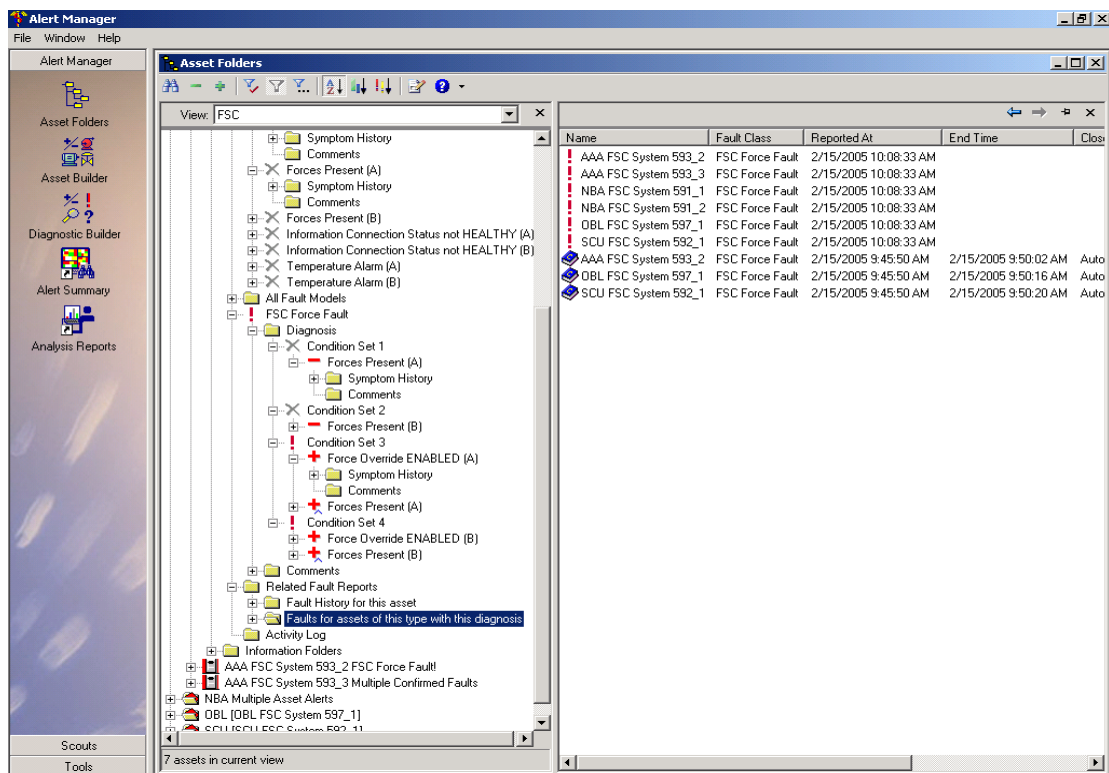 Alert Manager
File Window Help
Alert Manager
Asset Folders
Asset Builder
Diagnostic Builder
Alert Summary
Analysis Reports
Scouts
Tools
Asset Folders
View: FSC
Symptom History
Comments
Forces Present (A)
Symptom History
Comments
Forces Present (B)
Information Connection Status not HEALTHY (A)
Information Connection Status not HEALTHY (B)
Temperature Alarm (A)
Temperature Alarm (B)
All Fault Models
FSC Force Fault
Diagnosis
Condition Set 1
Forces Present (A)
Symptom History
Comments
Condition Set 2
Forces Present (B)
Condition Set 3
Force Override ENABLED (A)
Symptom History
Comments
Forces Present (A)
Condition Set 4
Force Override ENABLED (B)
Forces Present (B)
Comments
Related Fault Reports
Fault History for this asset
Faults for assets of this type with this diagnosis
Activity Log
Information Folders
AAA FSC System 593_2 FSC Force Fault!
AAA FSC System 593_3 Multiple Confirmed Faults
NBA Multiple Asset Alerts
OBL [OBL FSC System 597_1]
SCU [SCU FSC System 592_1]
7 assets in current view
Name Fault Class Reported At End Time Clos
AAA FSC System 593_2 FSC Force Fault 2/15/2005 10:08:33 AM
AAA FSC System 593_3 FSC Force Fault 2/15/2005 10:08:33 AM
NBA FSC System 591_1 FSC Force Fault 2/15/2005 10:08:33 AM
NBA FSC System 591_2 FSC Force Fault 2/15/2005 10:08:33 AM
OBL FSC System 597_1 FSC Force Fault 2/15/2005 10:08:33 AM
SCU FSC System 592_1 FSC Force Fault 2/15/2005 10:08:33 AM
AAA FSC System 593_2 FSC Force Fault 2/15/2005 9:45:50 AM 2/15/2005 9:50:02 AM Auto
OBL FSC System 597_1 FSC Force Fault 2/15/2005 9:45:50 AM 2/15/2005 9:50:16 AM Auto
SCU FSC System 592_1 FSC Force Fault 2/15/2005 9:45:50 AM 2/15/2005 9:50:20 AM Auto